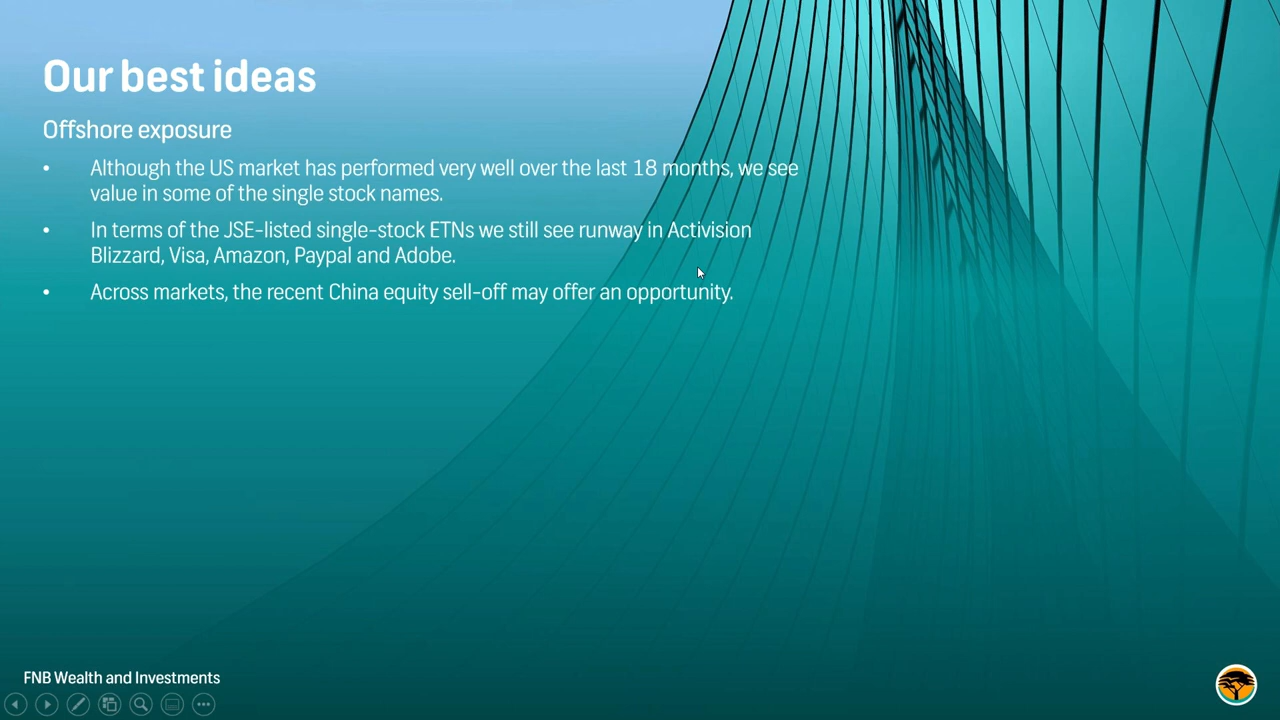 Our best ideas
Offshore exposure
• Although the US market has performed very well over the last 18 months, we see
value in some of the single stock names.
• In terms of the JSE-listed single-stock ETNs we still see runway in Activision
Blizzard, Visa, Amazon, Paypal and Adobe.
• Across markets, the recent China equity sell-off may offer an opportunity.
FNB Wealth and Investments